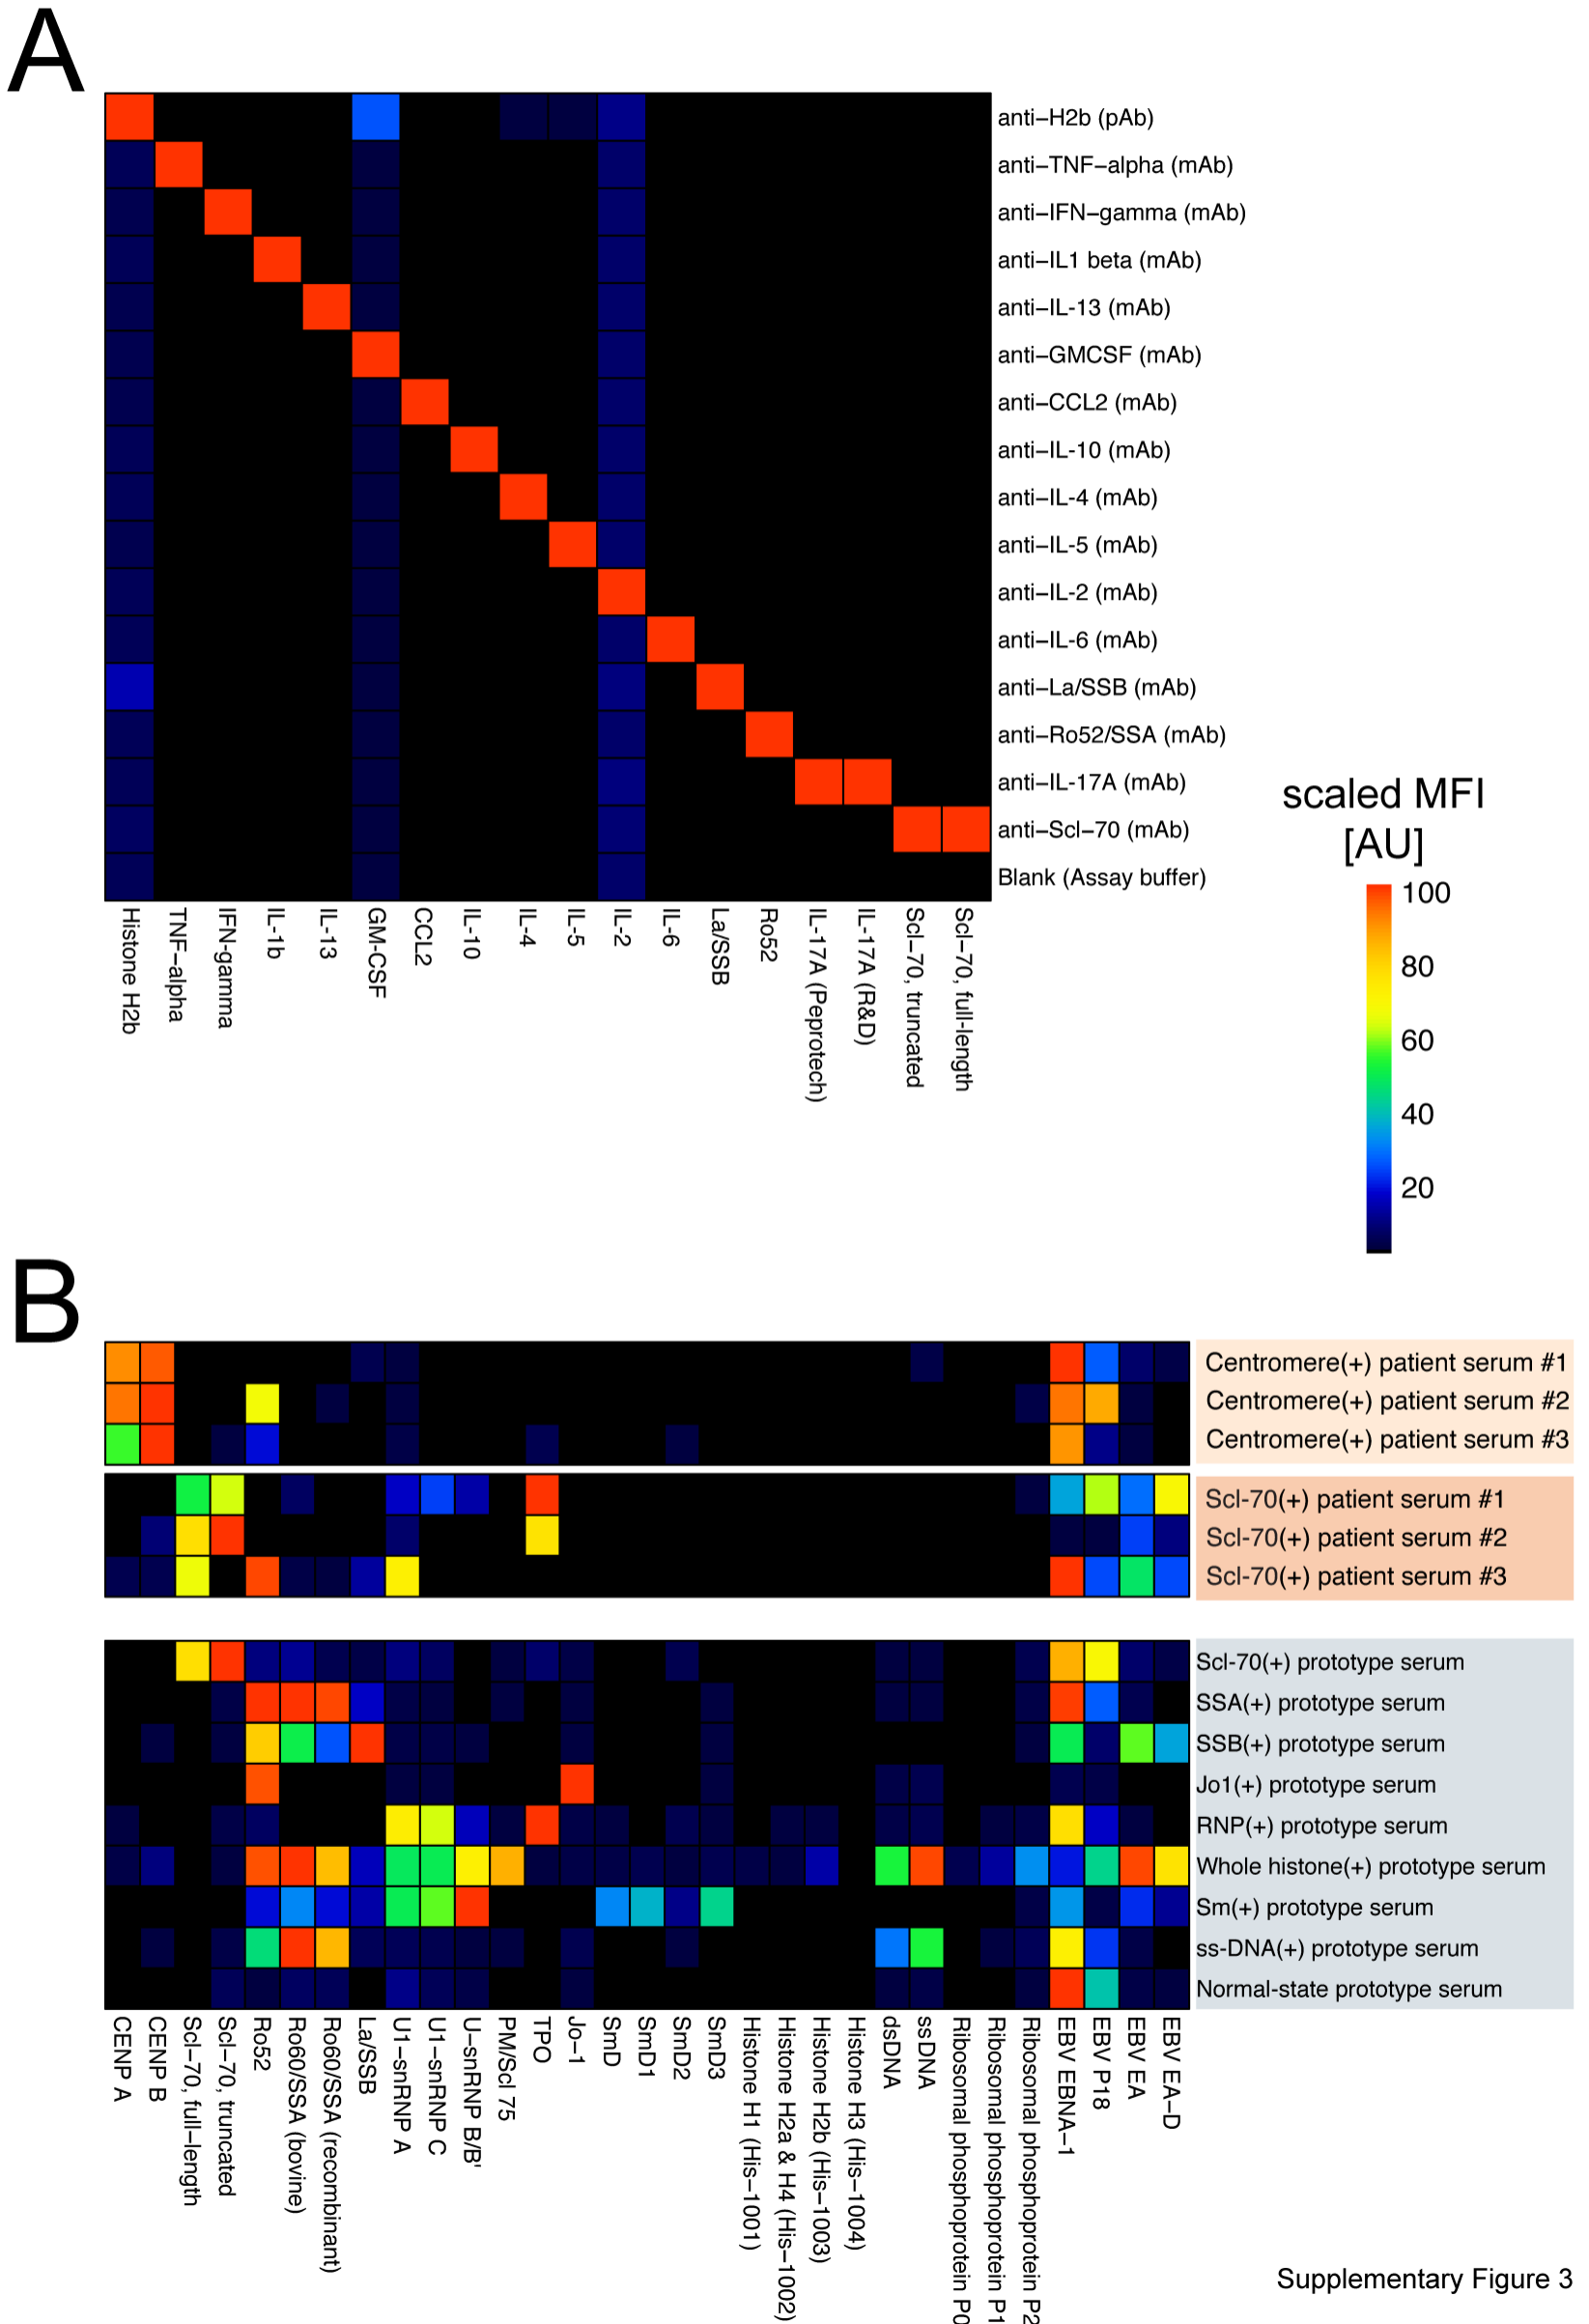 A
anti−H2b (pAb)
anti−TNF−alpha (mAb)
anti−IFN−gamma (mAb)
anti−IL1 beta (mAb)
anti−IL-13 (mAb)
anti−GMCSF (mAb)
anti−CCL2 (mAb)
anti−IL-10 (mAb)
anti−IL-4 (mAb)
anti−IL-5 (mAb)
anti−IL-2 (mAb)
anti−IL-6 (mAb)
anti−La/SSB (mAb)
anti−Ro52/SSA (mAb)
anti−IL-17A (mAb)
anti−Scl−70 (mAb)
Blank (Assay buffer)
Histone H2b
TNF−alpha
IFN-gamma
IL-1b
IL-13
GM-CSF
CCL2
IL-10
IL-4
IL-5
IL-2
IL-6
La/SSB
Ro52
IL-17A (Peprotech)
IL-17A (R&D)
Scl−70, truncated
Scl−70, full-length
scaled MFI
[AU]
100
80
60
40
20
B
Centromere(+) patient serum #1
Centromere(+) patient serum #2
Centromere(+) patient serum #3
Scl-70(+) patient serum #1
Scl-70(+) patient serum #2
Scl-70(+) patient serum #3
Scl-70(+) prototype serum
SSA(+) prototype serum
SSB(+) prototype serum
Jo1(+) prototype serum
RNP(+) prototype serum
Whole histone(+) prototype serum
Sm(+) prototype serum
ss-DNA(+) prototype serum
Normal-state prototype serum
CENP A
CENP B
Scl−70, full−length
Scl−70, truncated
Ro52
Ro60/SSA (bovine)
Ro60/SSA (recombinant)
La/SSB
U1−snRNP A
U1−snRNP C
U−snRNP B/B'
PM/Scl 75
TPO
Jo−1
SmD
SmD1
SmD2
SmD3
Histone H1 (His−1001)
Histone H2a & H4 (His−1002)
Histone H2b (His−1003)
Histone H3 (His−1004)
dsDNA
ssDNA
Ribosomal phosphoprotein P0
Ribosomal phosphoprotein P1
Ribosomal phosphoprotein P2
EBV EBNA−1
EBV P18
EBV EA
EBV EA−D
Supplementary Figure 3